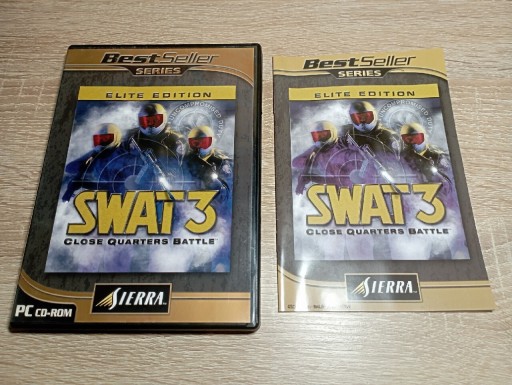 BestSeller
SERIES
ELITE EDITION
SWAT 3
CLOSE QUARTERS BATTLE
SIERRA
PC CD-ROM
BestSeller
SERIES
ELITE EDITION
SWAT 3
CLOSE QUARTERS BATTLE
SIERRA